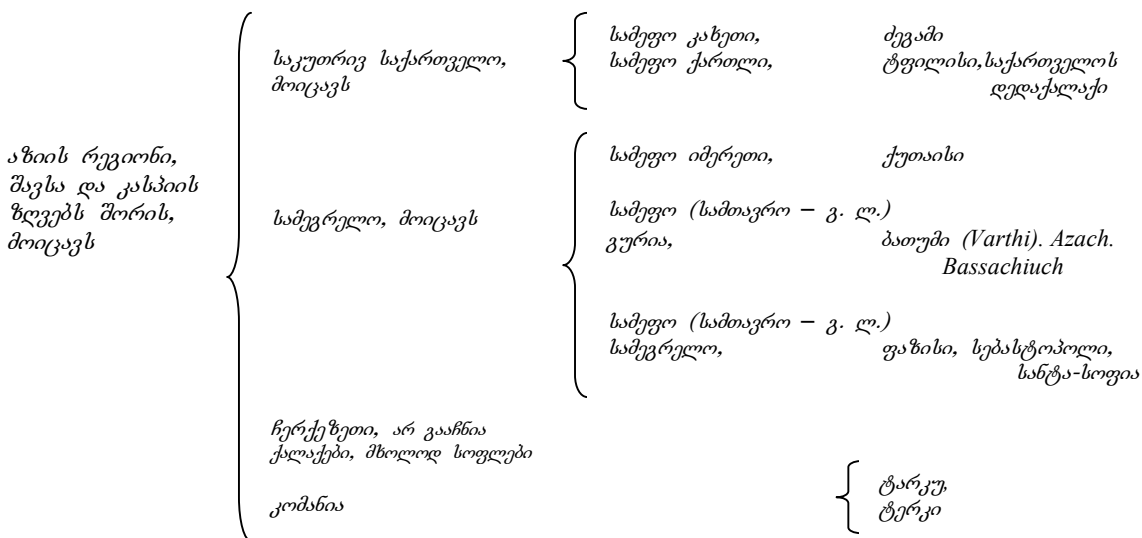 აზიის რეგიონი,
შავსა და კასპიის
ზღვებს შორის,
მოიცავს
საკუთრივ საქართველო,
მოიცავს
სამეფო კახეთი, ძეგამი
სამეფო ქართლი, ტფილისი,საქართველოს
დედაქალაქი
სამეგრელო, მოიცავს
სამეფო იმერეთი, ქუთაისი
სამეფო (სამთავრო – გ. ლ.)
გურია, ბათუმი (Varthi). Azach.
Bassachiuch
სამეფო (სამთავრო – გ. ლ.)
სამეგრელო, ფაზისი, სებასტოპოლი,
სანტა-სოფია
ჩერქეზეთი, არ გააჩნია
ქალაქები, მხოლოდ სოფლები
კომანია
ტარკუ,
ტერკი